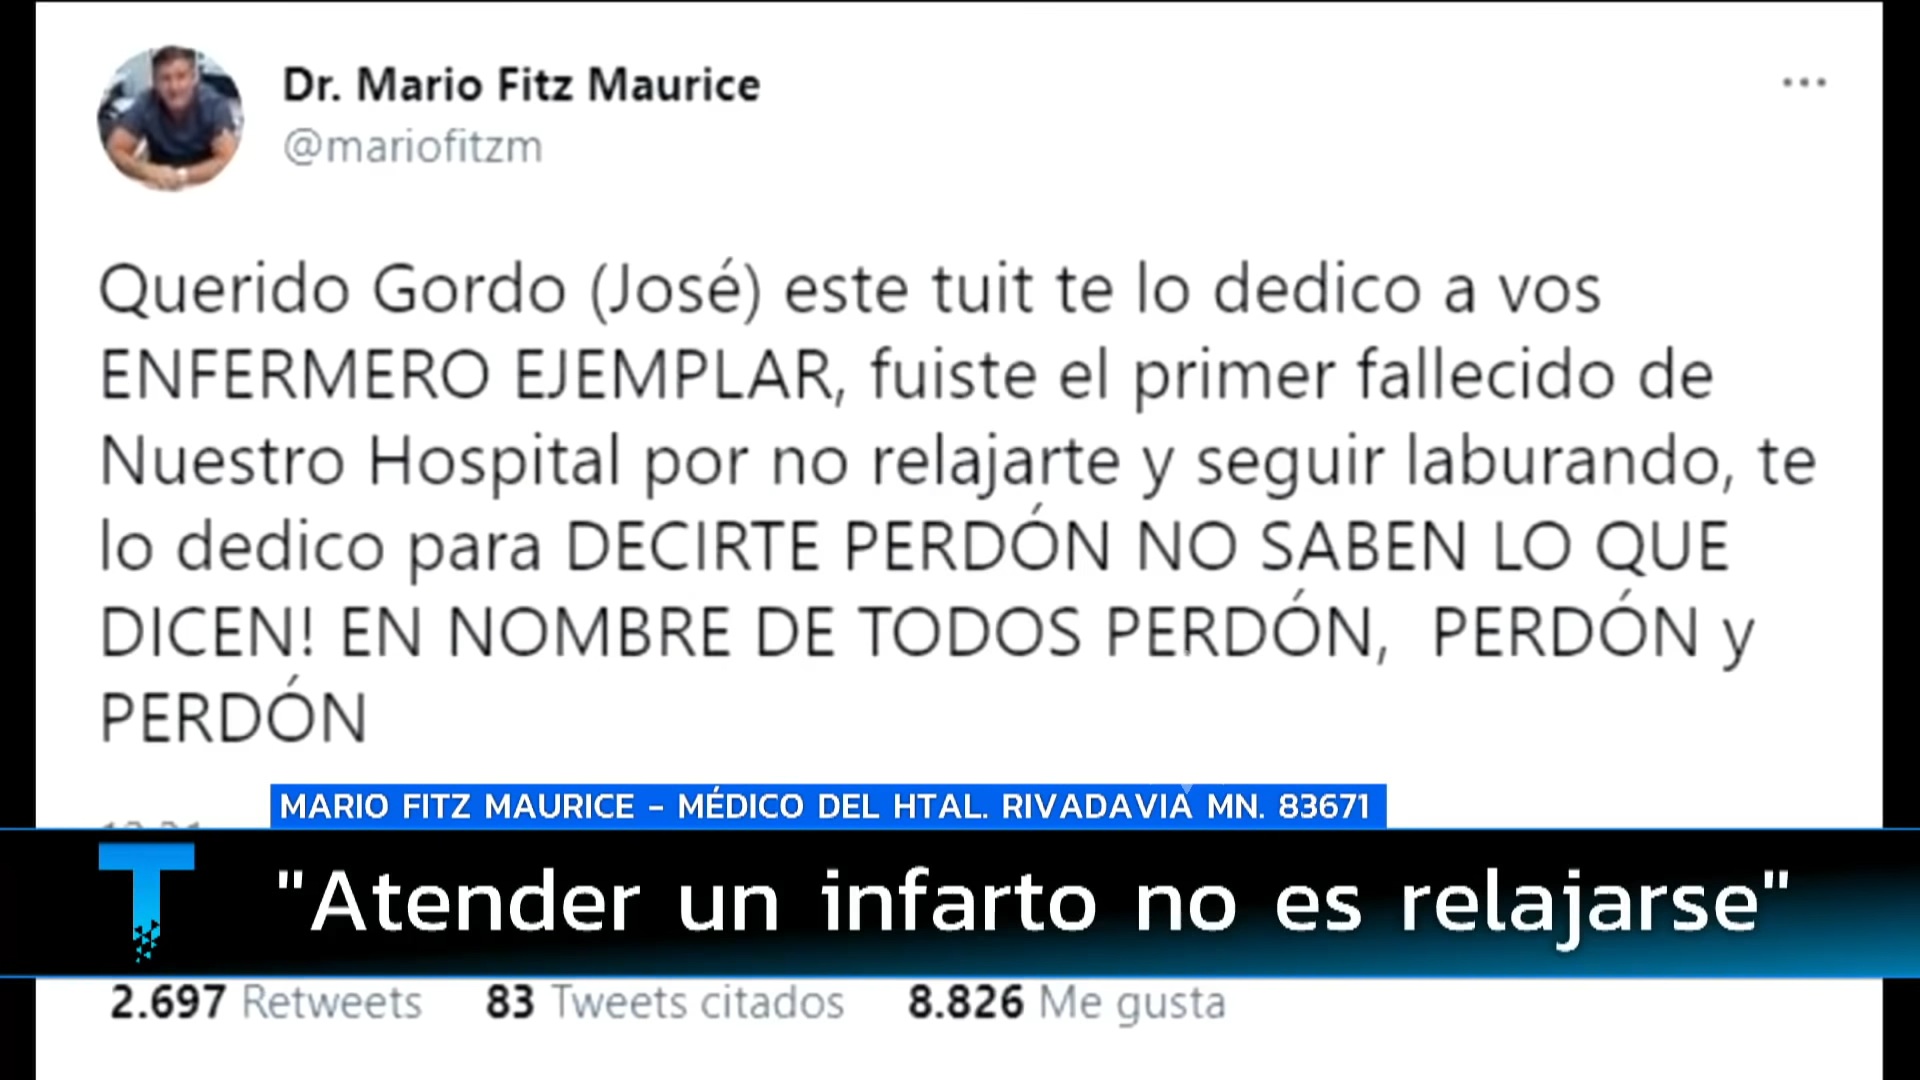 Dr. Mario Fitz Maurice
@mariofitzm
Querido Gordo (José) este tuit te lo dedico a vos
ENFERMERO EJEMPLAR, fuiste el primer fallecido de
Nuestro Hospital por no relajarte y seguir laburando, te
lo dedico para DECIRTE PERDÓN NO SABEN LO QUE
DICEN! EN NOMBRE DE TODOS PERDÓN, PERDÓN y
PERDÓN
MARIO FITZ MAURICE - MÉDICO DEL HTAL. RIVADAVIA MN. 83671
T "Atender un infarto no es relajarse"
2.697 Retweets 83 Tweets citados 8.826 Me gusta